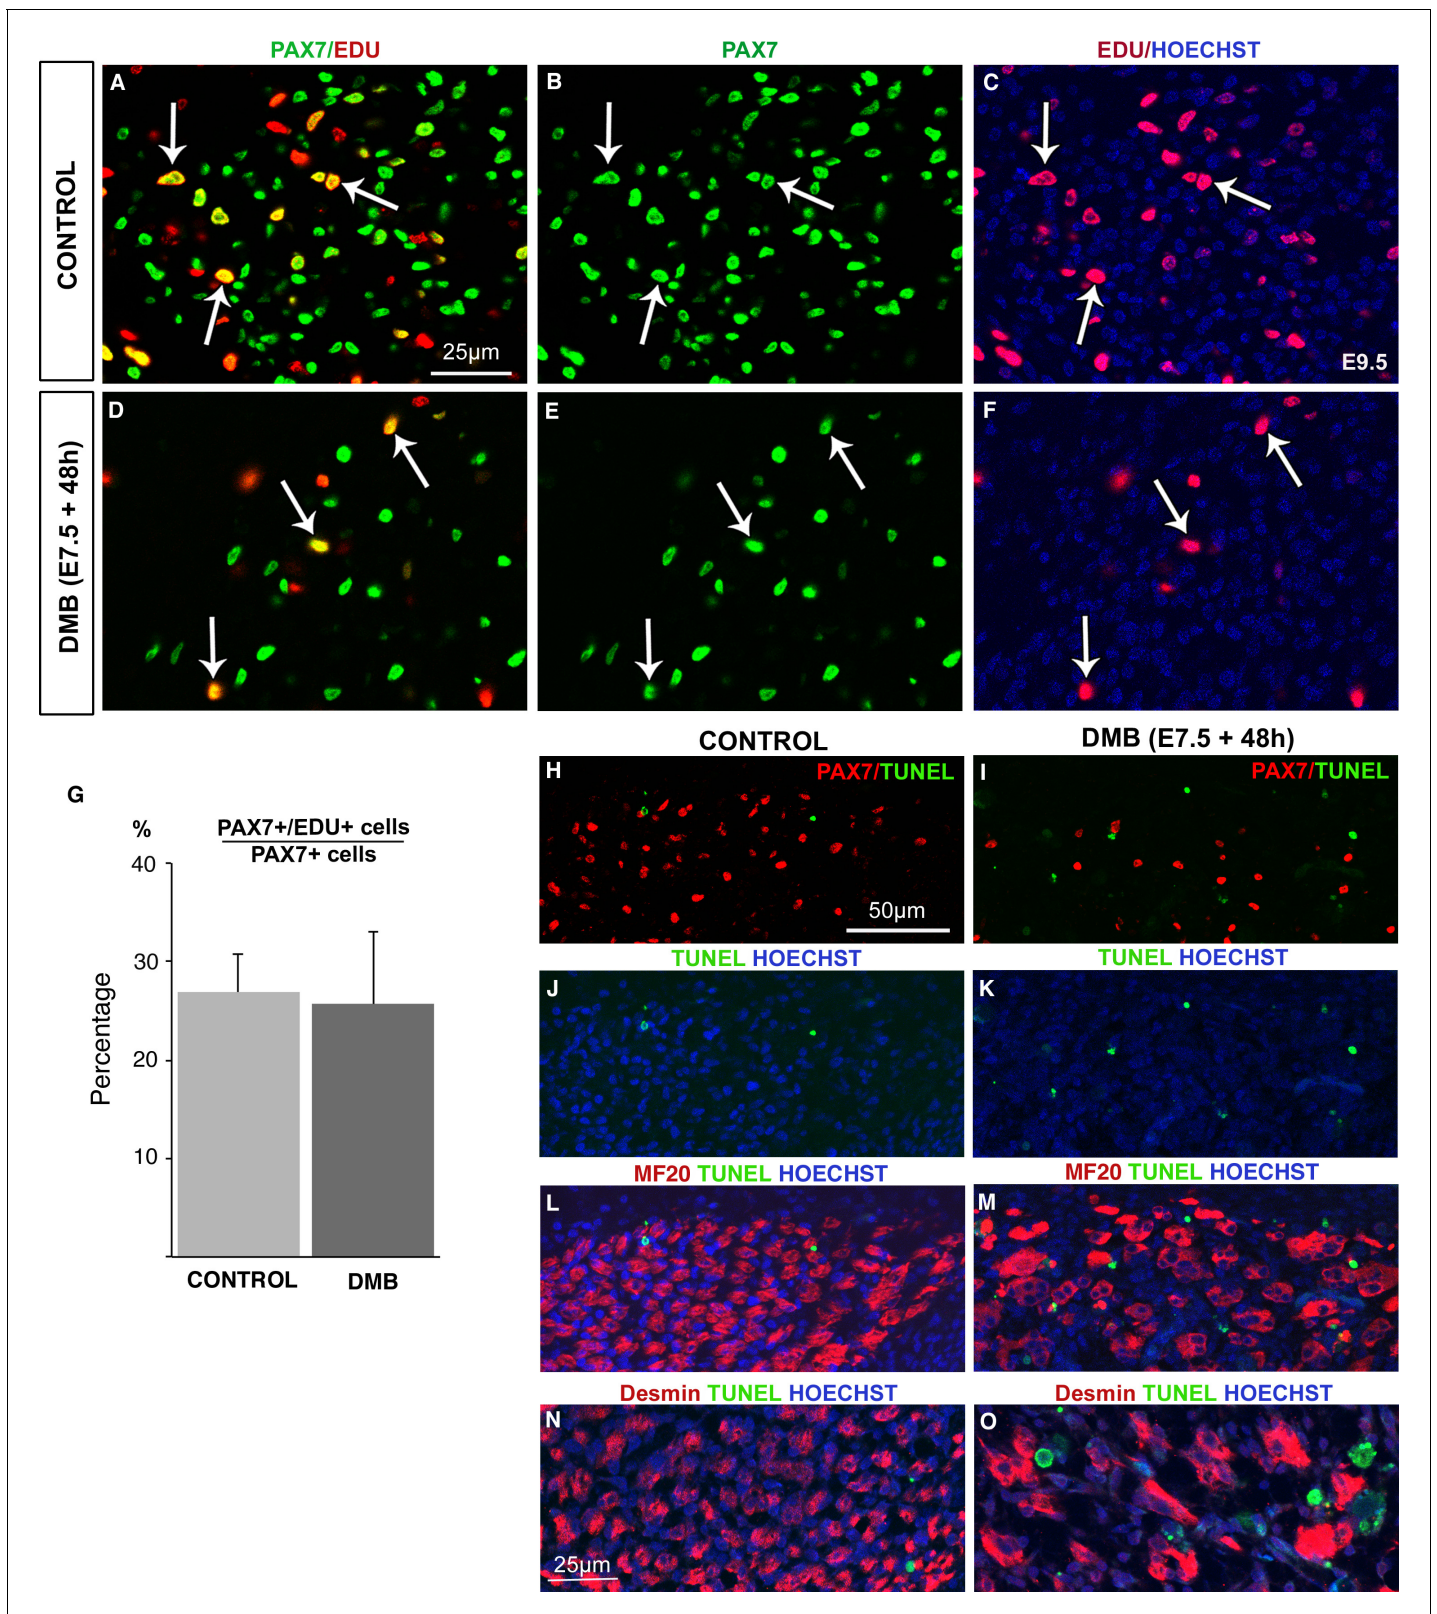 PAX7/EDU
PAX7
EDU/HOECHST
CONTROL
A
25µm
B
C
E9.5
DMB (E7.5 + 48h)
D
E
F
G
%
PAX7+/EDU+ cells
PAX7+ cells
40
30
20
10
Percentage
CONTROL
DMB
CONTROL
DMB (E7.5 + 48h)
H
PAX7/TUNEL
50µm
I
PAX7/TUNEL
TUNEL HOECHST
TUNEL HOECHST
J
K
MF20 TUNEL HOECHST
MF20 TUNEL HOECHST
L
M
Desmin TUNEL HOECHST
Desmin TUNEL HOECHST
N
25µm
O